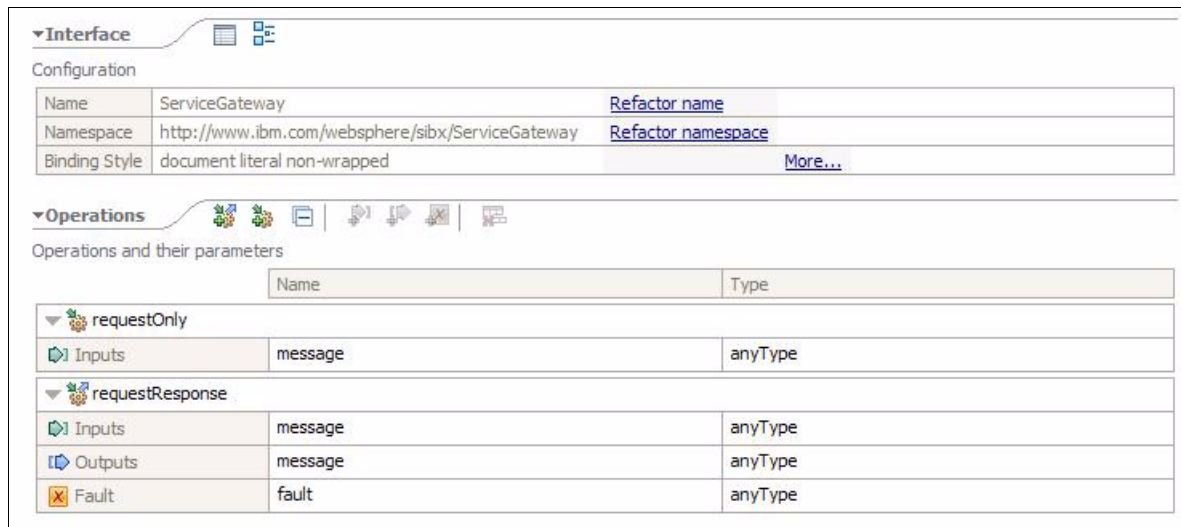 Interface
Configuration
Name ServiceGateway Refactor name
Namespace http://www.ibm.com/websphere/sibx/ServiceGateway Refactor namespace
Binding Style document literal non-wrapped More...
Operations
Operations and their parameters
Name Type
requestOnly
Inputs message anyType
requestResponse
Inputs message anyType
Outputs message anyType
Fault fault anyType